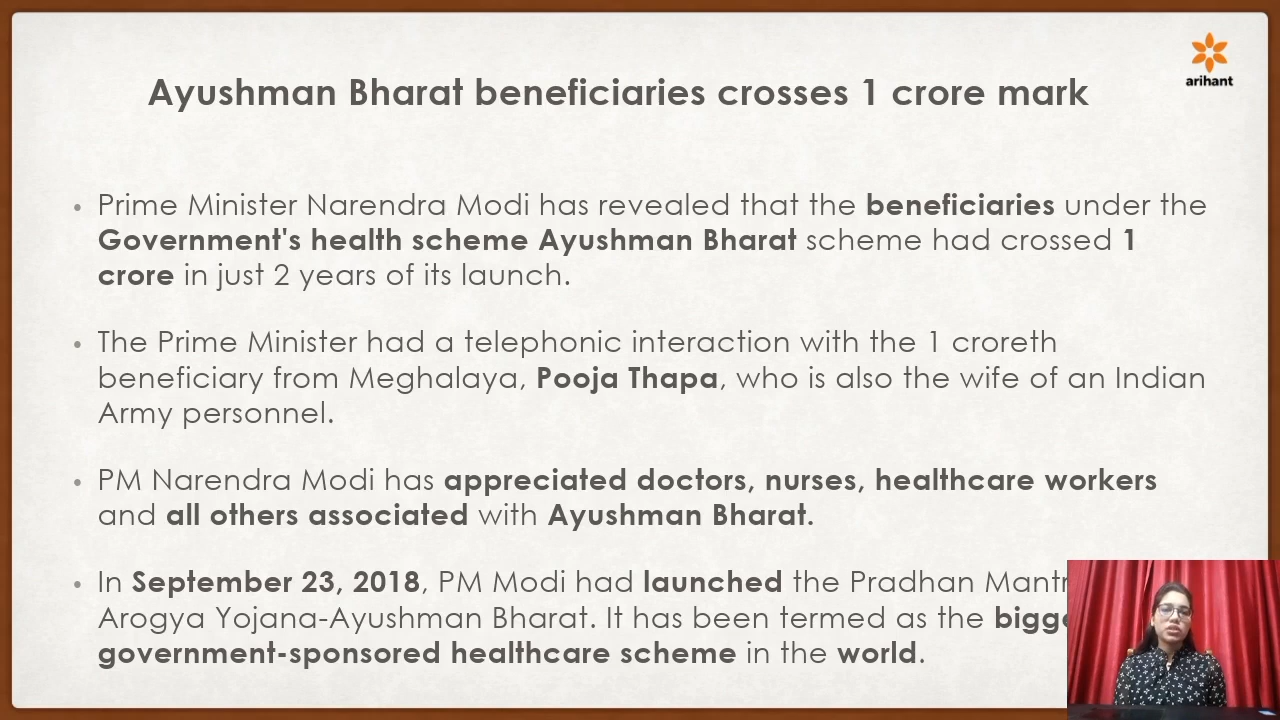 arihant
Ayushman Bharat beneficiaries crosses 1 crore mark
• Prime Minister Narendra Modi has revealed that the beneficiaries under the
Government's health scheme Ayushman Bharat scheme had crossed 1
crore in just 2 years of its launch.
• The Prime Minister had a telephonic interaction with the 1 croreth
beneficiary from Meghalaya, Pooja Thapa, who is also the wife of an Indian
Army personnel.
• PM Narendra Modi has appreciated doctors, nurses, healthcare workers
and all others associated with Ayushman Bharat.
• In September 23, 2018, PM Modi had launched the Pradhan
Arogya Yojana-Ayushman Bharat. It has been termed as the
government-sponsored healthcare scheme in the world.